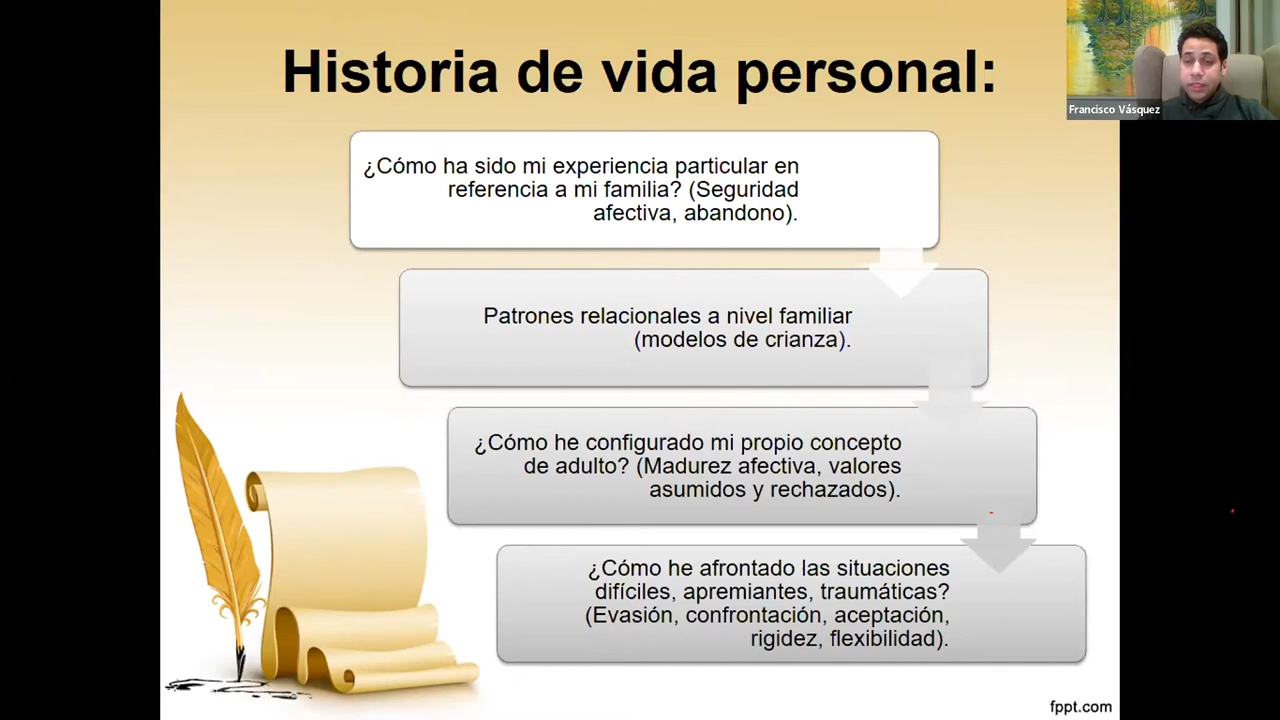 Historia de vida personal:
Francisco Vásquez
¿Cómo ha sido mi experiencia particular en
referencia a mi familia? (Seguridad
afectiva, abandono).
Patrones relacionales a nivel familiar
(modelos de crianza).
¿Cómo he configurado mi propio concepto
de adulto? (Madurez afectiva, valores
asumidos y rechazados).
¿Cómo he afrontado las situaciones
difíciles, apremiantes, traumáticas?
(Evasión, confrontación, aceptación,
rigidez, flexibilidad).
fppt.com